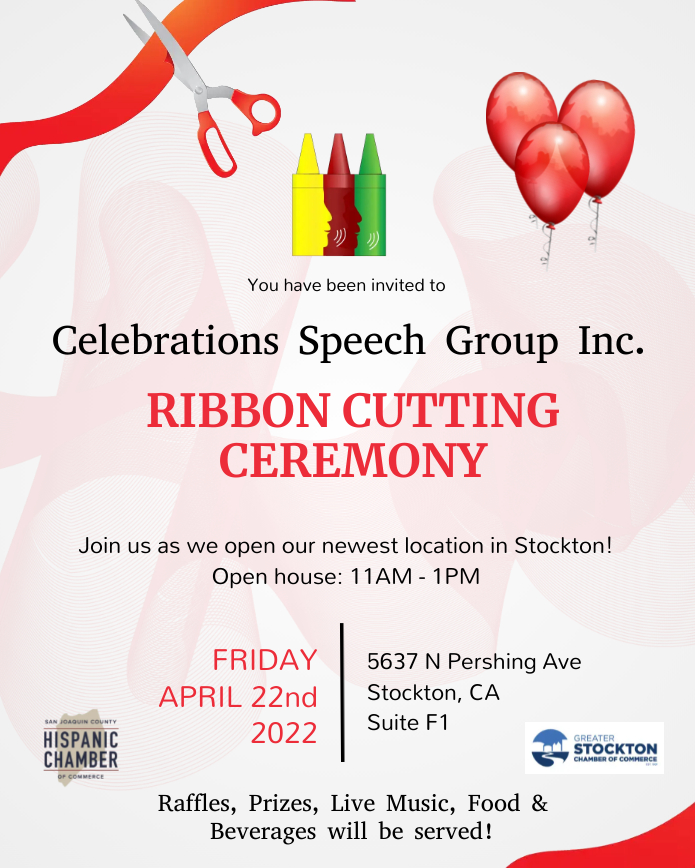 You have been invited to
Celebrations Speech Group Inc.
RIBBON CUTTING
CEREMONY
Join us as we open our newest location in Stockton!
Open house: 11AM - 1PM
FRIDAY
APRIL 22nd
2022
5637 N Pershing Ave
Stockton, CA
Suite F1
SAN JOAQUIN COUNTY
HISPANIC
CHAMBER
OF COMMERCE
GREATER
STOCKTON
CHAMBER OF COMMERCE
Raffles, Prizes, Live Music, Food &
Beverages will be served!